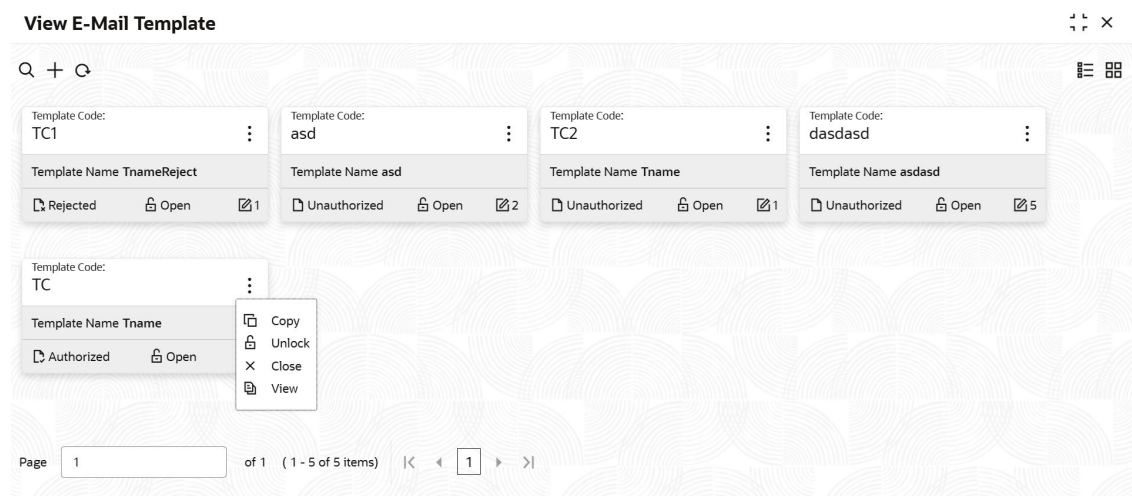 View E-Mail Template
Template Code:
TC1
Template Name TnameReject
Rejected Open 1
Template Code:
asd
Template Name asd
Unauthorized Open 2
Template Code:
TC2
Template Name Tname
Unauthorized Open 1
Template Code:
dasdasd
Template Name asdasd
Unauthorized Open 5
Template Code:
TC
Template Name Tname
Authorized Open
Copy
Unlock
Close
View
Page 1 of 1 ( 1 - 5 of 5 items) 1